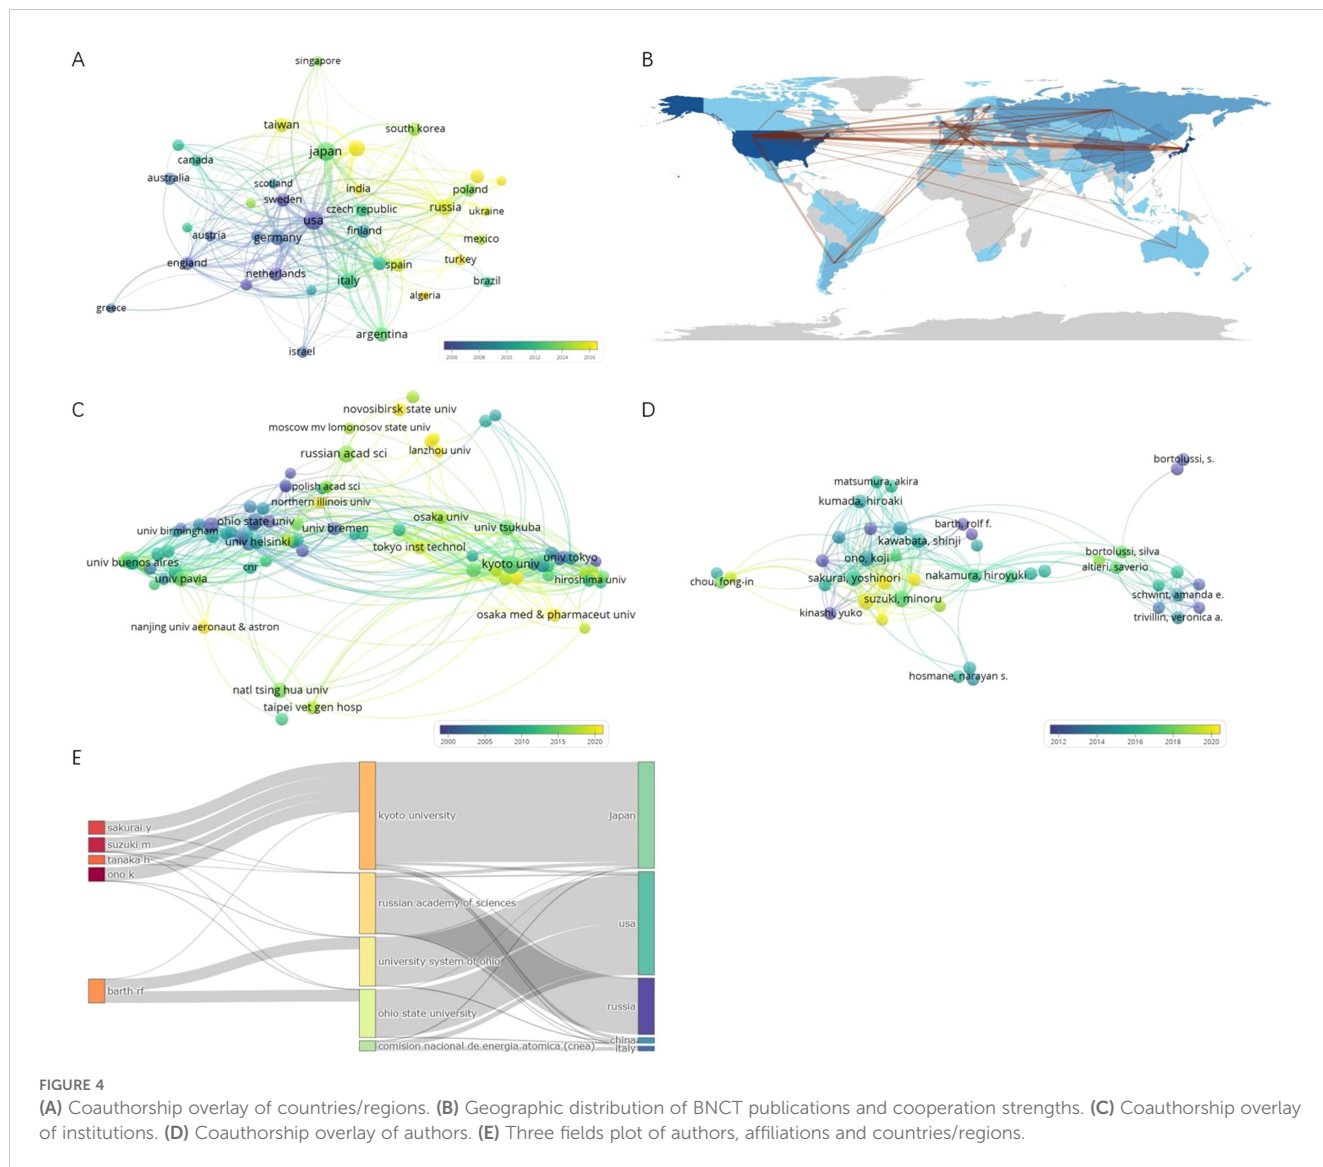 A
singapore
taiwan
south korea
japan
canada
australia
scotland
india
poland
sweden
czech republic
russia
ukraine
usa
finland
austria
germany
mexico
england
netherlands
italy
spain
turkey
brazil
algeria
greece
argentina
israel
2006 2008 2010 2012 2014 2016
B
C
novosibirsk state univ
moscow mv lomonosov state univ
russian acad sci
lanzhou univ
polish acad sci
northern illinois univ
ohio state univ
osaka univ
univ birmingham
univ bremen
univ tsukuba
univ helsinki
tokyo inst technol
univ buenos aires
cnr
kyoto univ
univ tokyo
univ pavia
hiroshima univ
nanjing univ aeronaut & astron
osaka med & pharmaceut univ
natl tsing hua univ
taipei vet gen hosp
2000 2005 2010 2015 2020
D
bortolussi, s.
matsumura, akira
kumada, hiroaki
barth, rolf f.
kawabata, shinji
ono, koji
bortolussi, silva
altieri, saverio
chou, fong-in
sakurai, yoshinori
nakamura, hiroyuki
suzuki, minoru
schwint, amanda e.
kinashi, yuko
trivillin, veronica a.
hosmane, narayan s.
2012 2014 2016 2018 2020
E
sakurai y
suzuki m
tanaka h
ono k
barth rf
kyoto university
russian academy of sciences
university system of ohio
ohio state university
comision nacional de energia atomica (cnea)
japan
usa
russia
china
italy
FIGURE 4
(A) Coauthorship overlay of countries/regions. (B) Geographic distribution of BNCT publications and cooperation strengths. (C) Coauthorship overlay
of institutions. (D) Coauthorship overlay of authors. (E) Three fields plot of authors, affiliations and countries/regions.